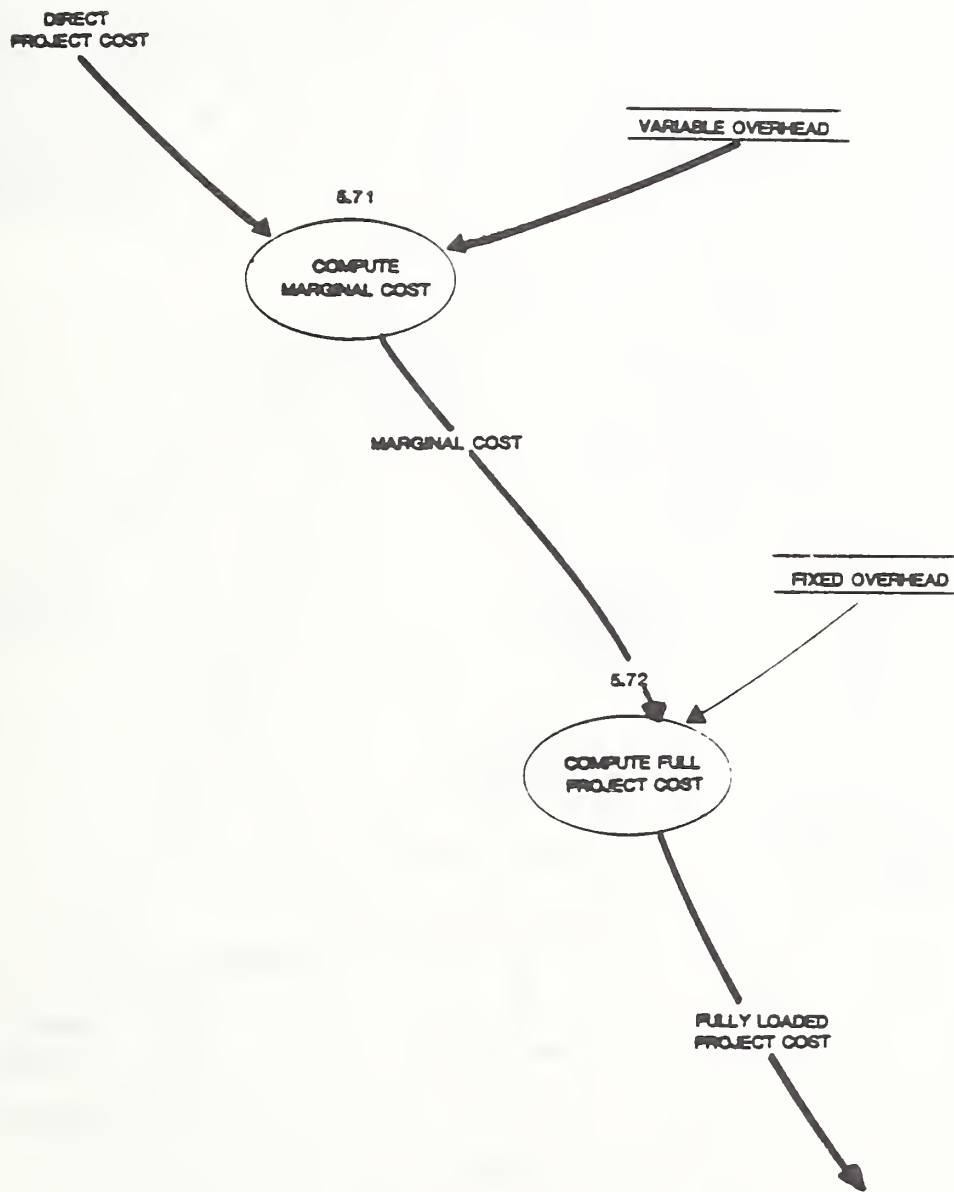 DIRECT
PROJECT COST
VARIABLE OVERHEAD
5.71
COMPUTE
MARGINAL COST
MARGINAL COST
FIXED OVERHEAD
5.72
COMPUTE FULL
PROJECT COST
FULLY LOADED
PROJECT COST